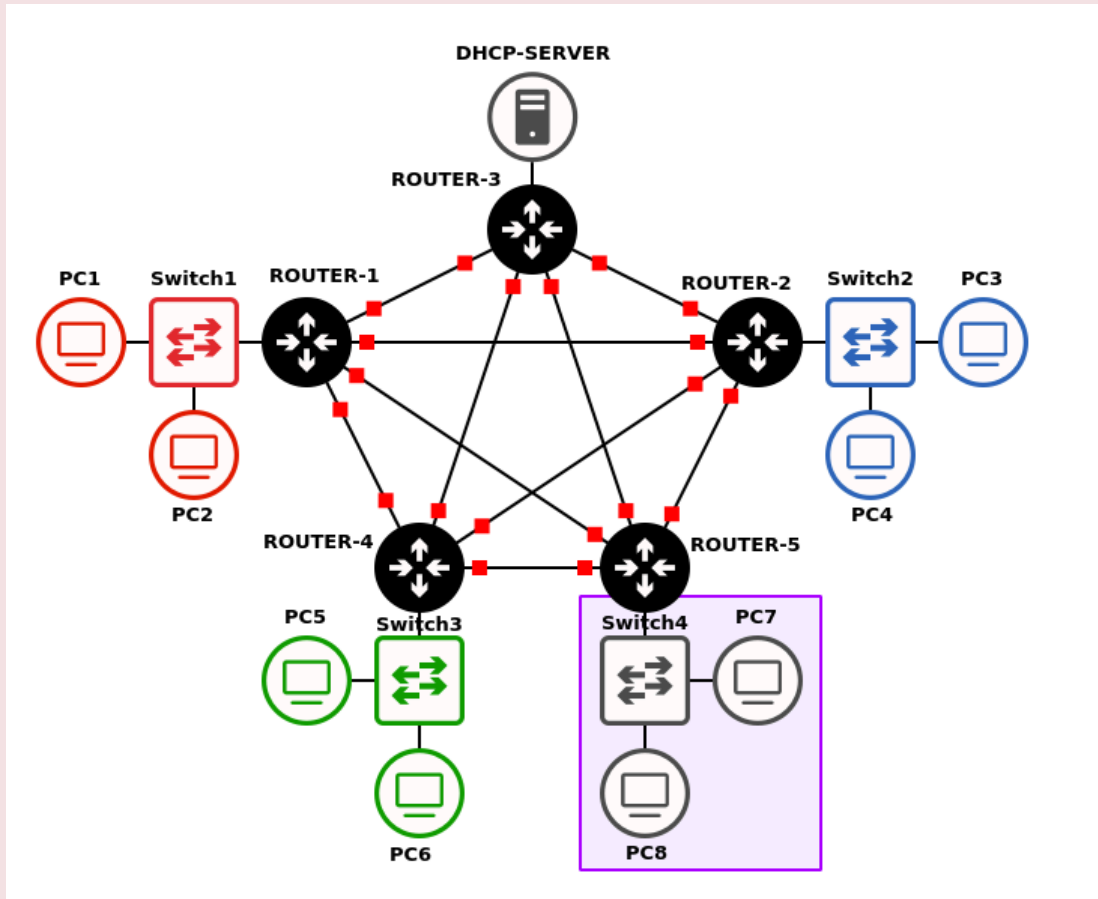 DHCP-SERVER
ROUTER-3
PC1
Switch1
ROUTER-1
ROUTER-2
Switch2
PC3
PC2
PC4
ROUTER-4
ROUTER-5
PC5
Switch3
Switch4
PC7
PC6
PC8